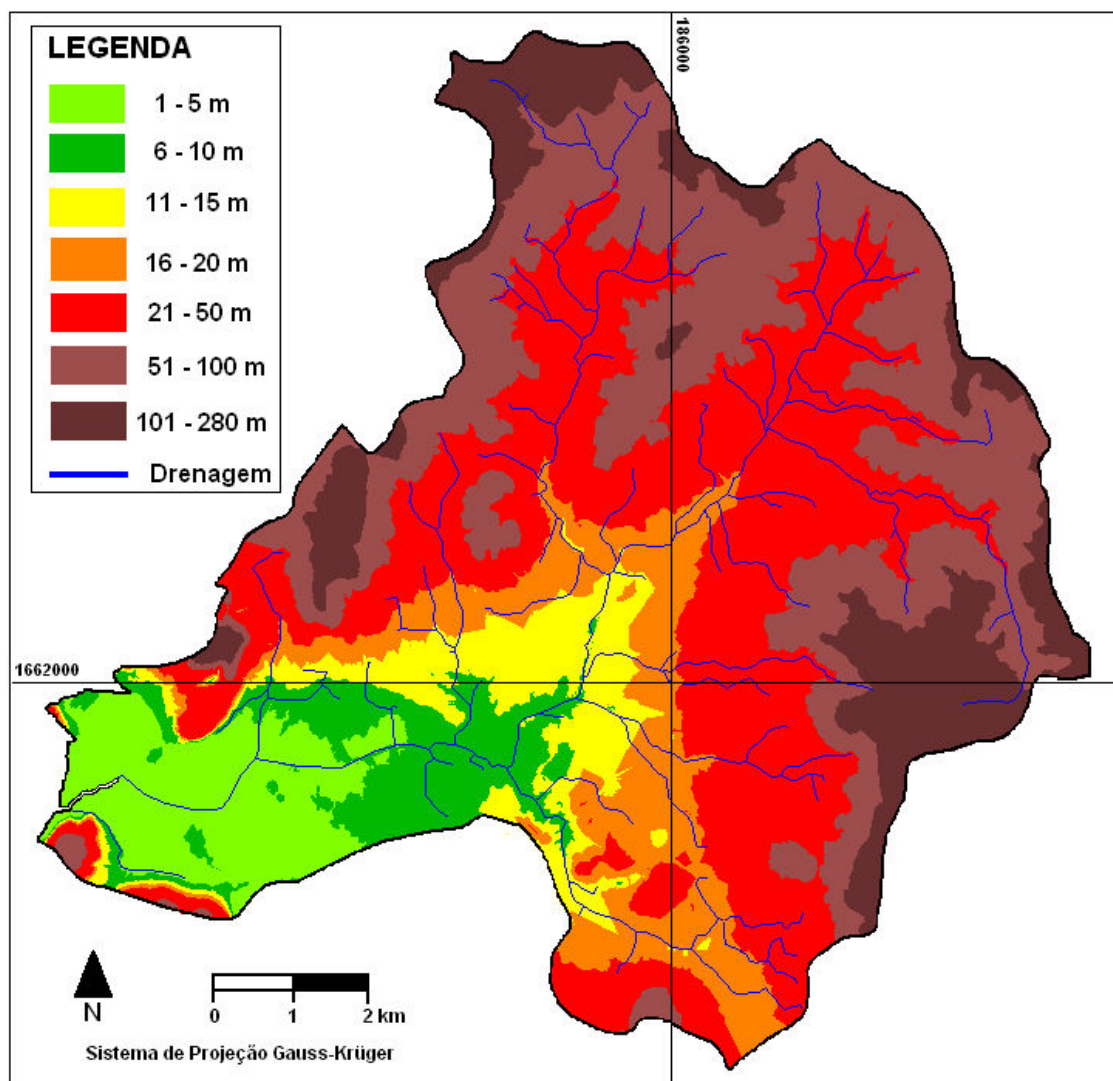 LEGENDA
1 - 5 m
6 - 10 m
11 - 15 m
16 - 20 m
21 - 50 m
51 - 100 m
101 - 280 m
Drenagem
186000
1662000
N
0 1 2 km
Sistema de Projeção Gauss-Krüger